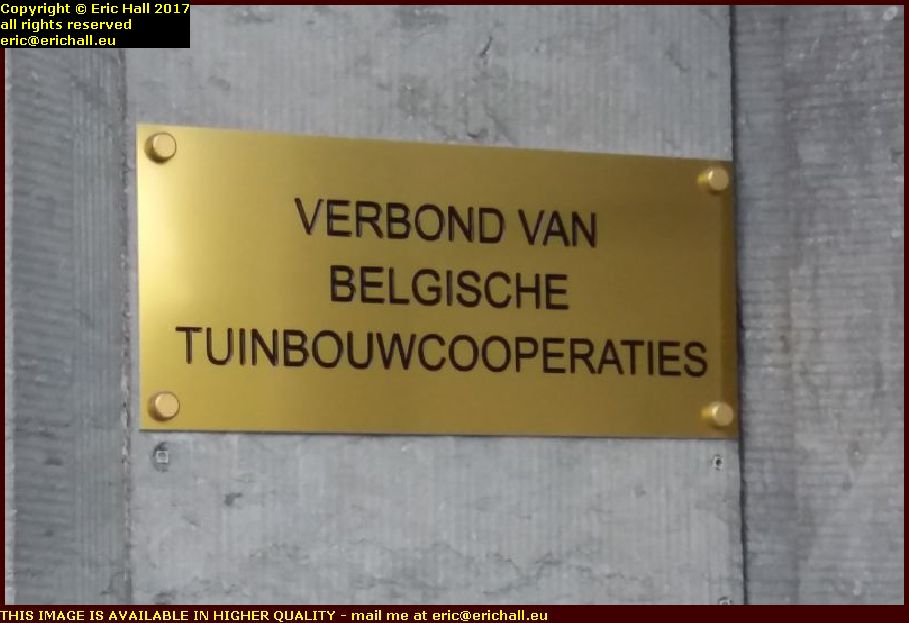 Copyright © Eric Hall 2017
all rights reserved
eric@erichall.eu
VERBOND VAN
BELGISCHE
TUINBOUWCOOPERATIES
THIS IMAGE IS AVAILABLE IN HIGHER QUALITY - mail me at eric@erichall.eu